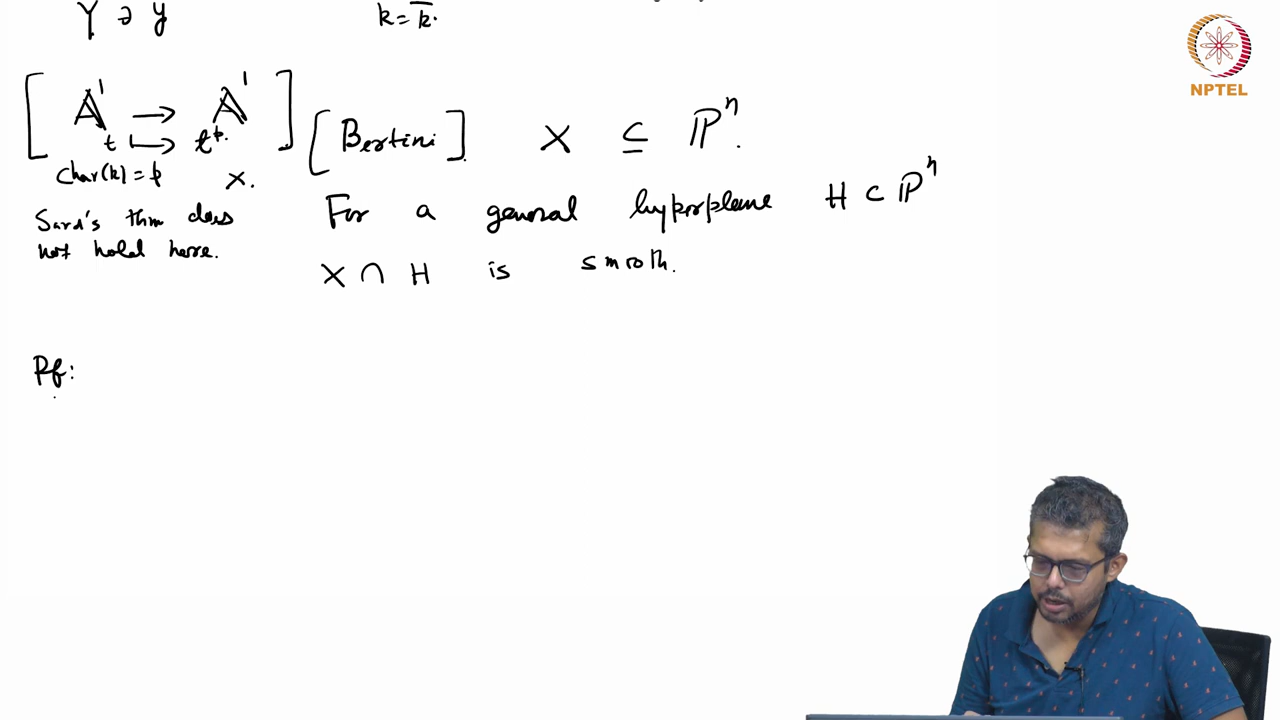 Y ∋ y
k = k̄.
NPTEL
[ A¹ → A¹ ]
t ↦ t^p.
char(k) = p x.
Sard's thm does
not hold here.
[Bertini]. X ⊆ ℙⁿ.
For a general hyperplane H ⊂ ℙⁿ
X ∩ H is smooth.
Pf: